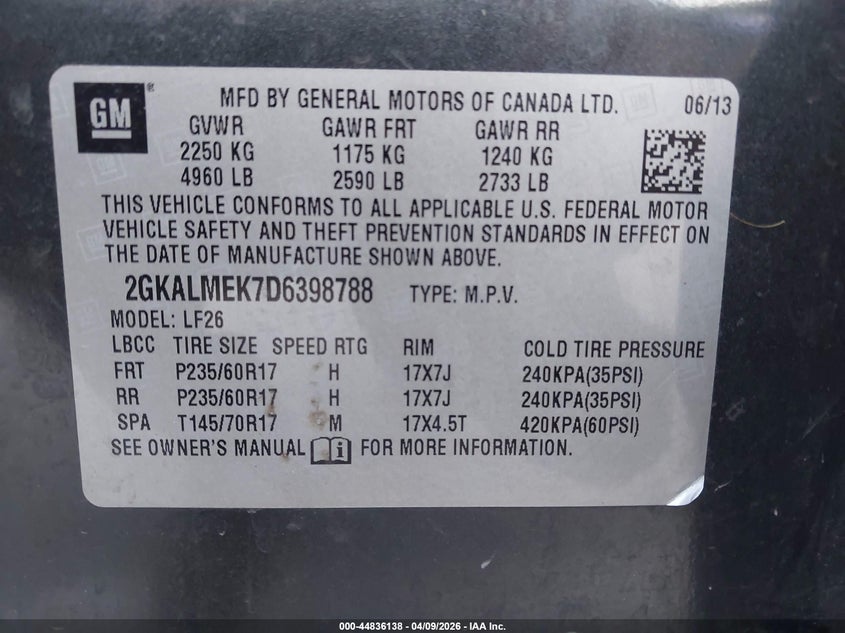 GM ® MFD BY GENERAL MOTORS OF CANADA LTD. 06/13
GVWR GAWR FRT GAWR RR
2250 KG 1175 KG 1240 KG
4960 LB 2590 LB 2733 LB
THIS VEHICLE CONFORMS TO ALL APPLICABLE U.S. FEDERAL MOTOR
VEHICLE SAFETY AND THEFT PREVENTION STANDARDS IN EFFECT ON
THE DATE OF MANUFACTURE SHOWN ABOVE.
2GKALMEK7D6398788 TYPE: M.P.V.
MODEL: LF26
LBCC TIRE SIZE SPEED RTG RIM COLD TIRE PRESSURE
FRT P235/60R17 H 17X7J 240KPA(35PSI)
RR P235/60R17 H 17X7J 240KPA(35PSI)
SPA T145/70R17 M 17X4.5T 420KPA(60PSI)
SEE OWNER'S MANUAL i FOR MORE INFORMATION.
000-44836138 - 04/09/2026 - IAA Inc.